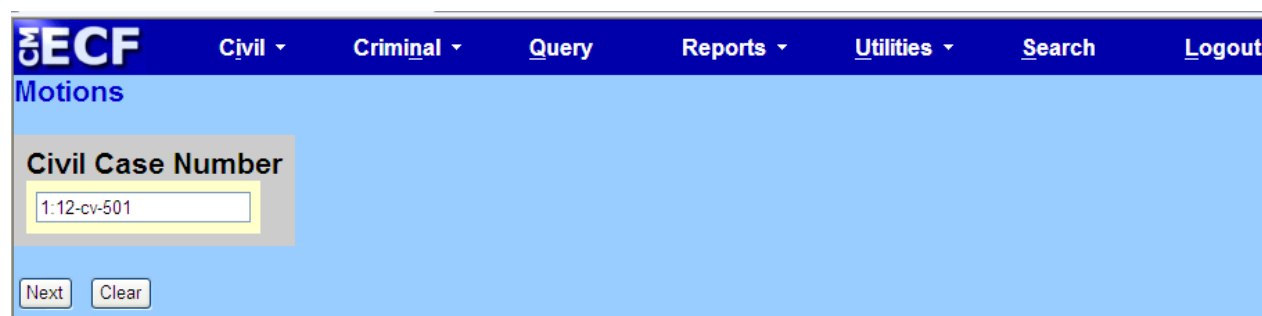 CM ECF Civil Criminal Query Reports Utilities Search Logout
Motions
Civil Case Number
1:12-cv-501
Next Clear